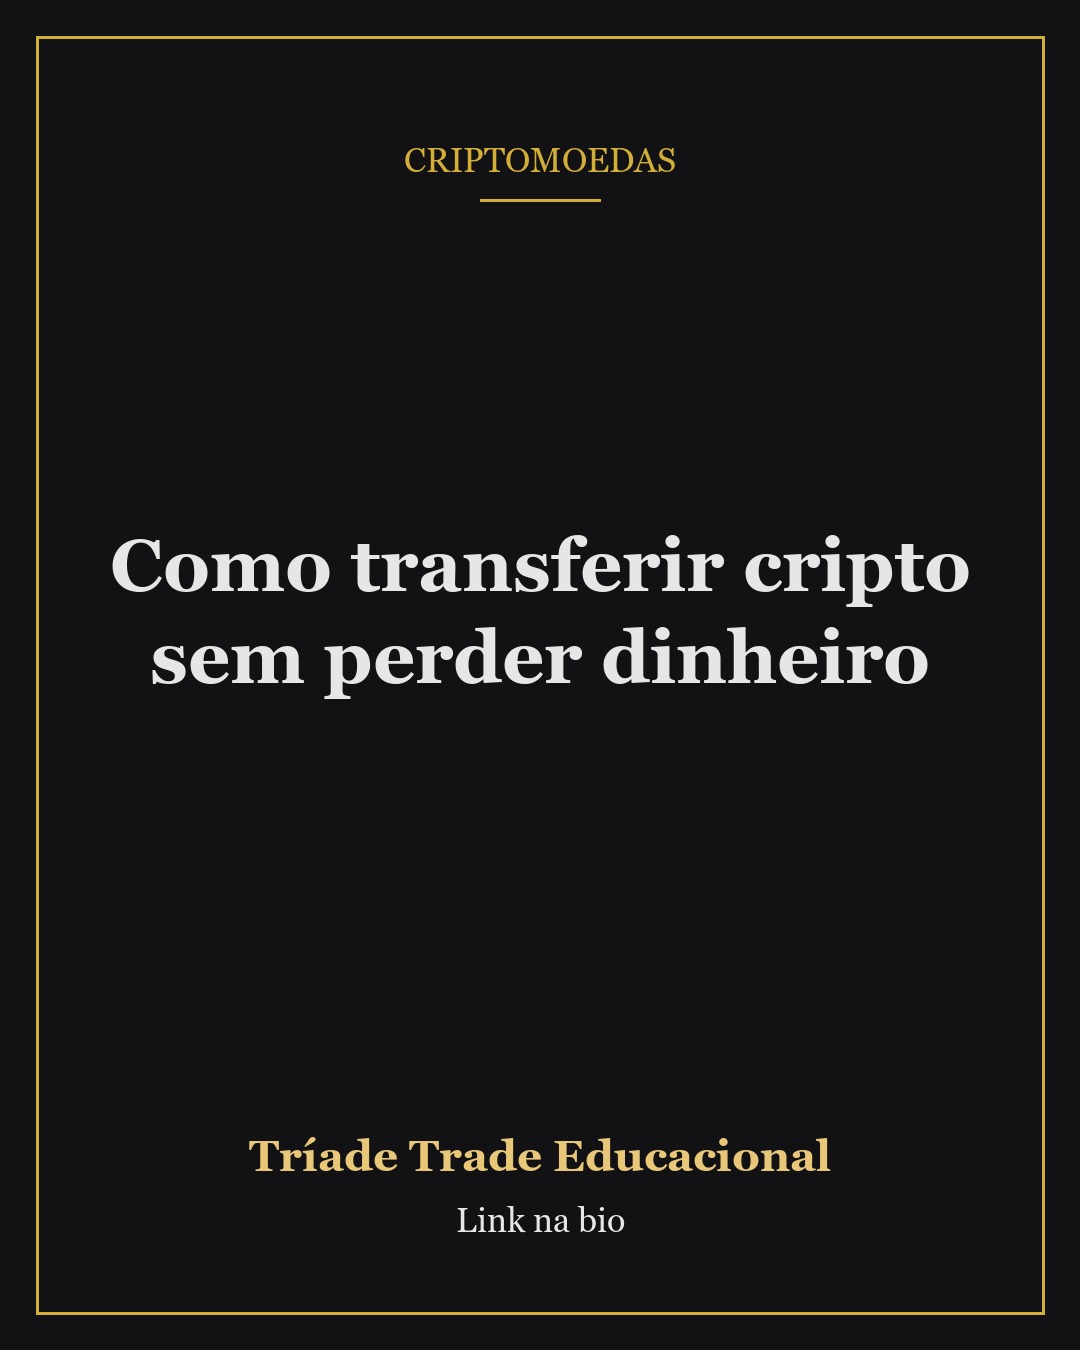 CRIPTOMOEDAS
Como transferir cripto
sem perder dinheiro
Tríade Trade Educacional
Link na bio